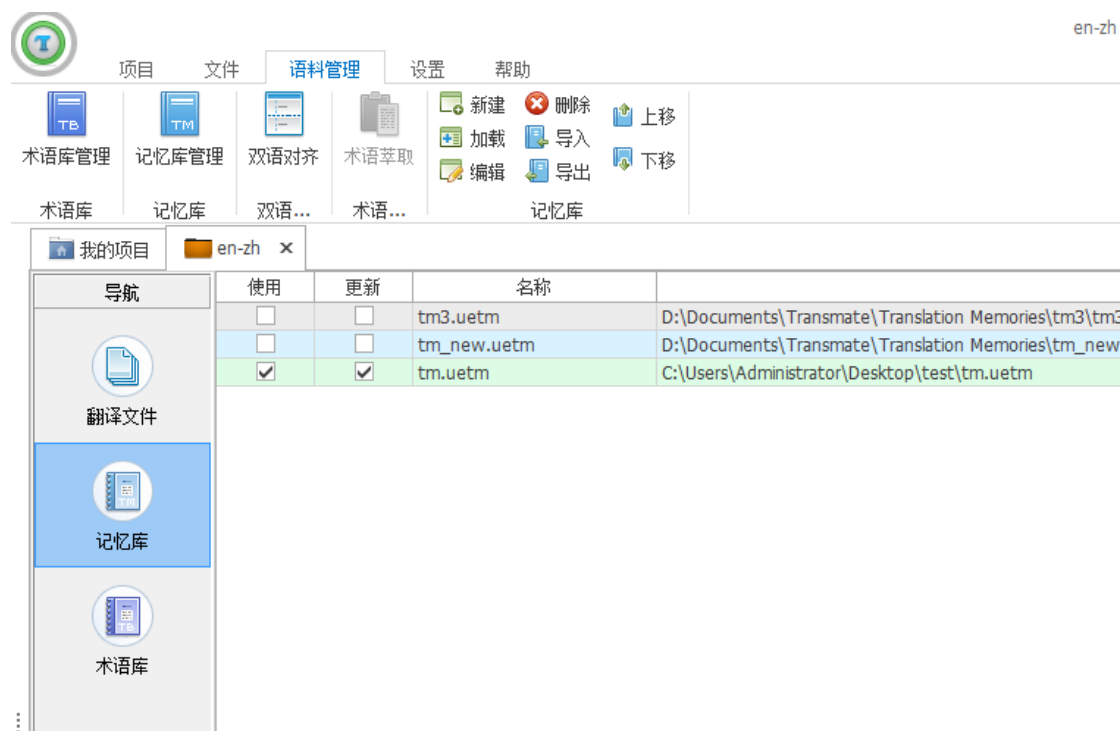 en-zh
项目 文件 语料管理 设置 帮助
TB TM
新建 删除 上移
加载 导入
术语库管理 记忆库管理 双语对齐 术语萃取
编辑 导出 下移
术语库 记忆库 双语... 术语... 记忆库
我的项目 en-zh
导航 使用 更新 名称
tm3.uetm D:\Documents\Transmate\Translation Memories\tm3\tm3
tm_new.uetm D:\Documents\Transmate\Translation Memories\tm_new
tm.uetm C:\Users\Administrator\Desktop\test\tm.uetm
翻译文件
TM
记忆库
TB
术语库